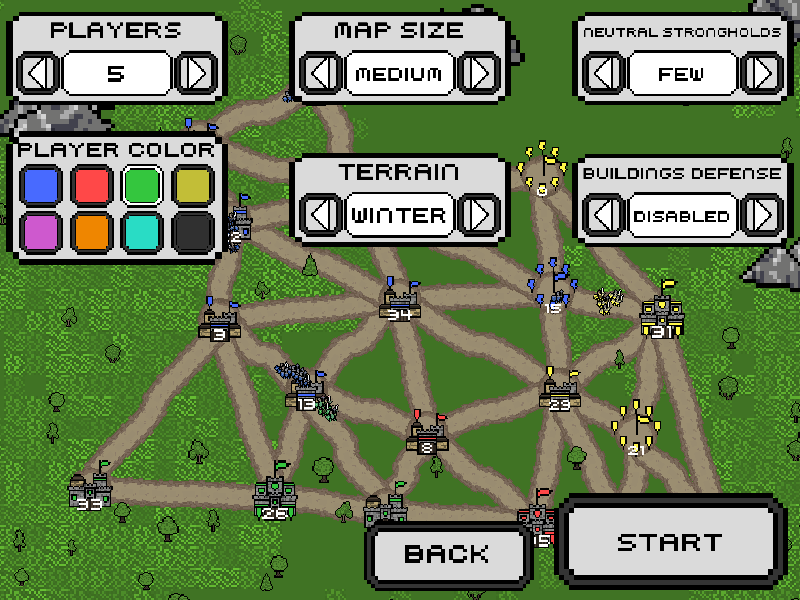 PLAYERS
5
MAP SIZE
MEDIUM
NEUTRAL STRONGHOLDS
FEW
PLAYER COLOR
TERRAIN
WINTER
BUILDINGS DEFENSE
DISABLED
34
15
31
3
13
23
8
21
33
26
BACK
START